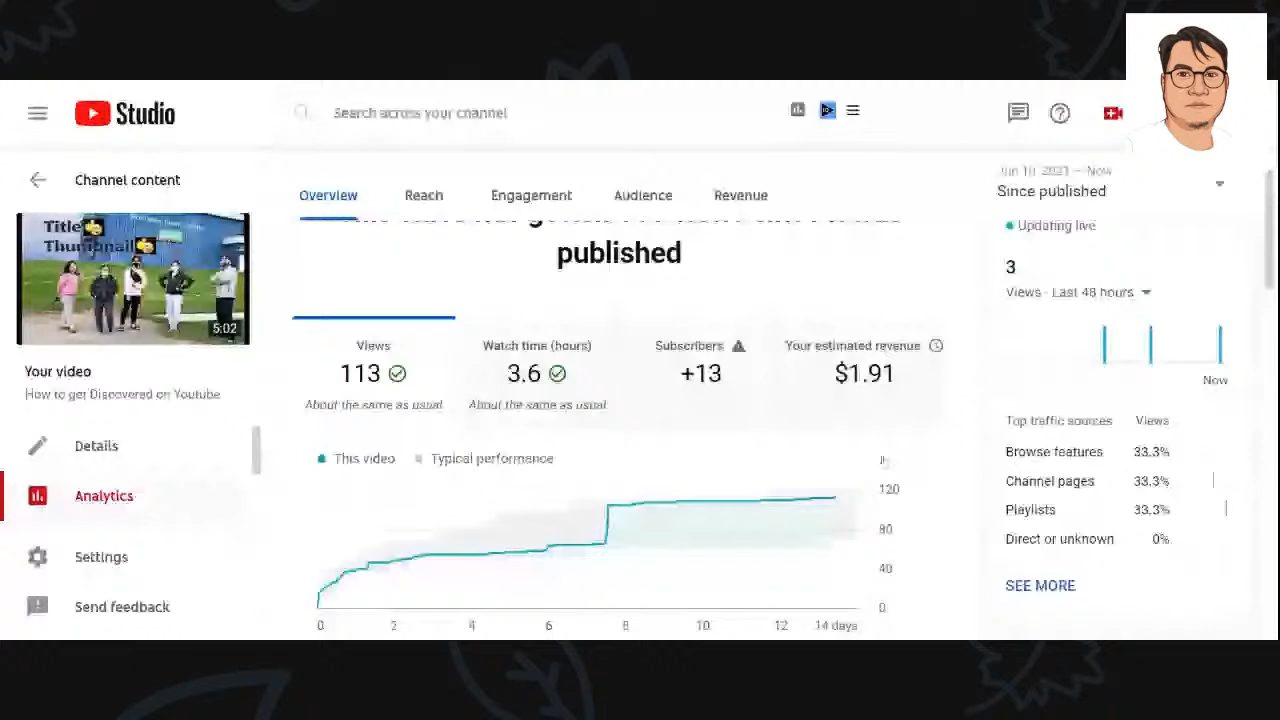 Studio
Search across your channel
Channel content
Title
Thumbnail
5:02
Your video
How to get Discovered on Youtube
Details
Analytics
Settings
Send feedback
Overview
Reach
Engagement
Audience
Revenue
published
Views
113
About the same as usual
Watch time (hours)
3.6
About the same as usual
Subscribers
+13
Your estimated revenue
$1.91
This video
Typical performance
120
80
40
0
0
2
4
6
8
10
12
14 days
Jun 10, 2021 – Now
Since published
Updating live
3
Views · Last 48 hours
Now
Top traffic sources
Views
Browse features 33.3%
Channel pages 33.3%
Playlists 33.3%
Direct or unknown 0%
SEE MORE